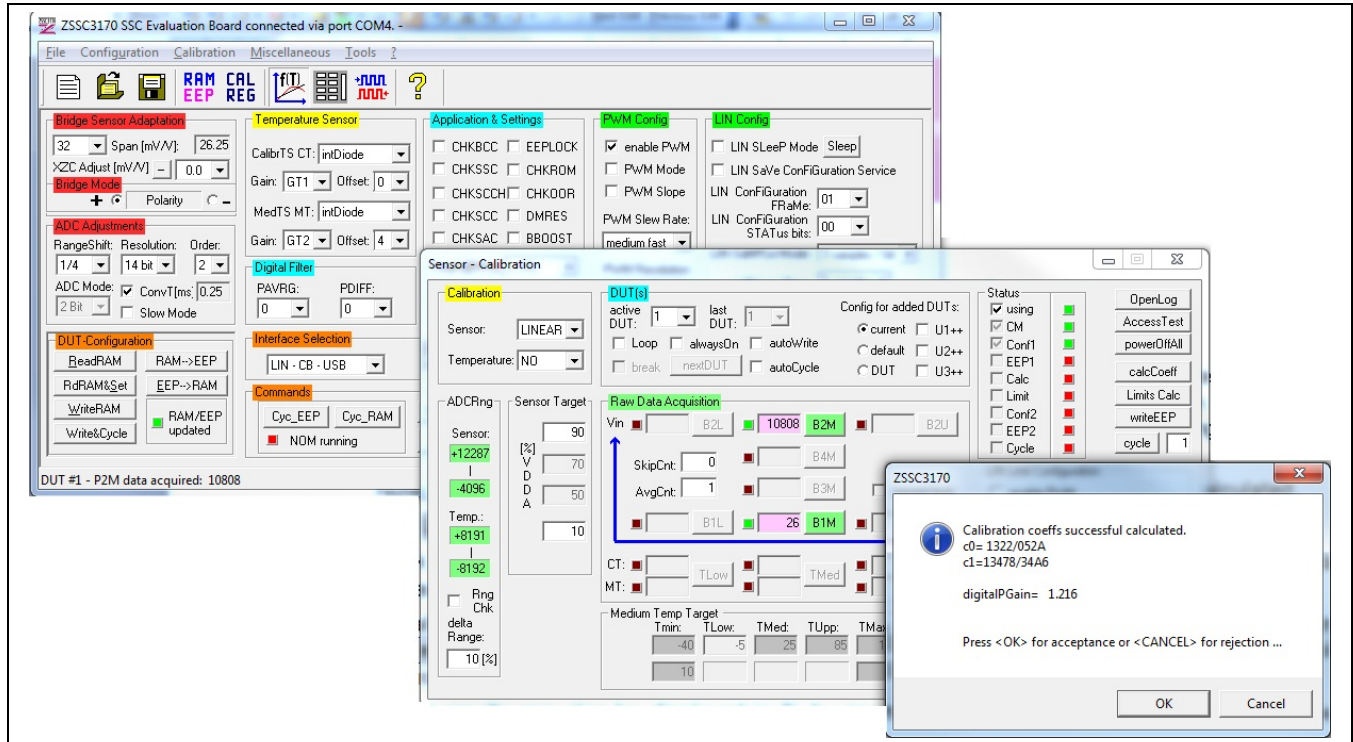 ZSSC3170 SSC Evaluation Board connected via port COM4. -
File Configuration Calibration Miscellaneous Tools ?
RAM EEP CAL REG f(T)
Bridge Sensor Adaptation
32 Span [mV/V]: 26.25
XZC Adjust [mV/V] - 0.0
Bridge Mode
+ Polarity -
ADC Adjustments
RangeShift: Resolution: Order:
1/4 14 bit 2
ADC Mode: ConvT[ms] 0.25
2 Bit Slow Mode
DUT-Configuration
ReadRAM RAM-->EEP
RdRAM&Set EEP-->RAM
WriteRAM RAM/EEP updated
Write&Cycle
Temperature Sensor
CalibrTS CT: intDiode
Gain: GT1 Offset: 0
MedTS MT: intDiode
Gain: GT2 Offset: 4
Digital Filter
PAVRG: PDIFF:
0 0
Interface Selection
LIN - CB - USB
Commands
Cyc_EEP Cyc_RAM
NOM running
Application & Settings
CHKBCC EEPLOCK
CHKSSC CHKROM
CHKSCCH CHKOOR
CHKSCC DMRES
CHKSAC BBOOST
PWM Config
enable PWM
PWM Mode
PWM Slope
PWM Slew Rate:
medium fast
LIN Config
LIN SLeeP Mode Sleep
LIN SaVe ConFiGuration Service
LIN ConFiGuration FRaMe: 01
LIN ConFiGuration STATus bits: 00
DUT #1 - P2M data acquired: 10808
Sensor - Calibration
Calibration
Sensor: LINEAR
Temperature: NO
DUT(s)
active DUT: 1 last DUT: 1
Loop alwaysOn autoWrite
break nextDUT autoCycle
Config for added DUTs:
current U1++
default U2++
DUT U3++
Status
using
CM
Conf1
EEP1
Calc
Limit
Conf2
EEP2
Cycle
OpenLog
AccessTest
powerOffAll
calcCoeff
Limits Calc
writeEEP
cycle 1
ADCRng
Sensor:
+12287
|
-4096
Temp.:
+8191
|
-8192
Rng Chk
delta Range:
10 [%]
Sensor Target
90
[%] V D D A
70
50
10
Raw Data Acquisition
Vin B2L 10808 B2M B2U
SkipCnt: 0 B4M
AvgCnt: 1 B3M
B1L 26 B1M
CT: TLow TMed
MT:
Medium Temp Target
Tmin: TLow: TMed: TUpp: TMax
-40 -5 25 85
10
ZSSC3170
Calibration coeffs successful calculated.
c0= 1322/052A
c1=13478/34A6
digitalPGain= 1.216
Press <OK> for acceptance or <CANCEL> for rejection ...
OK Cancel